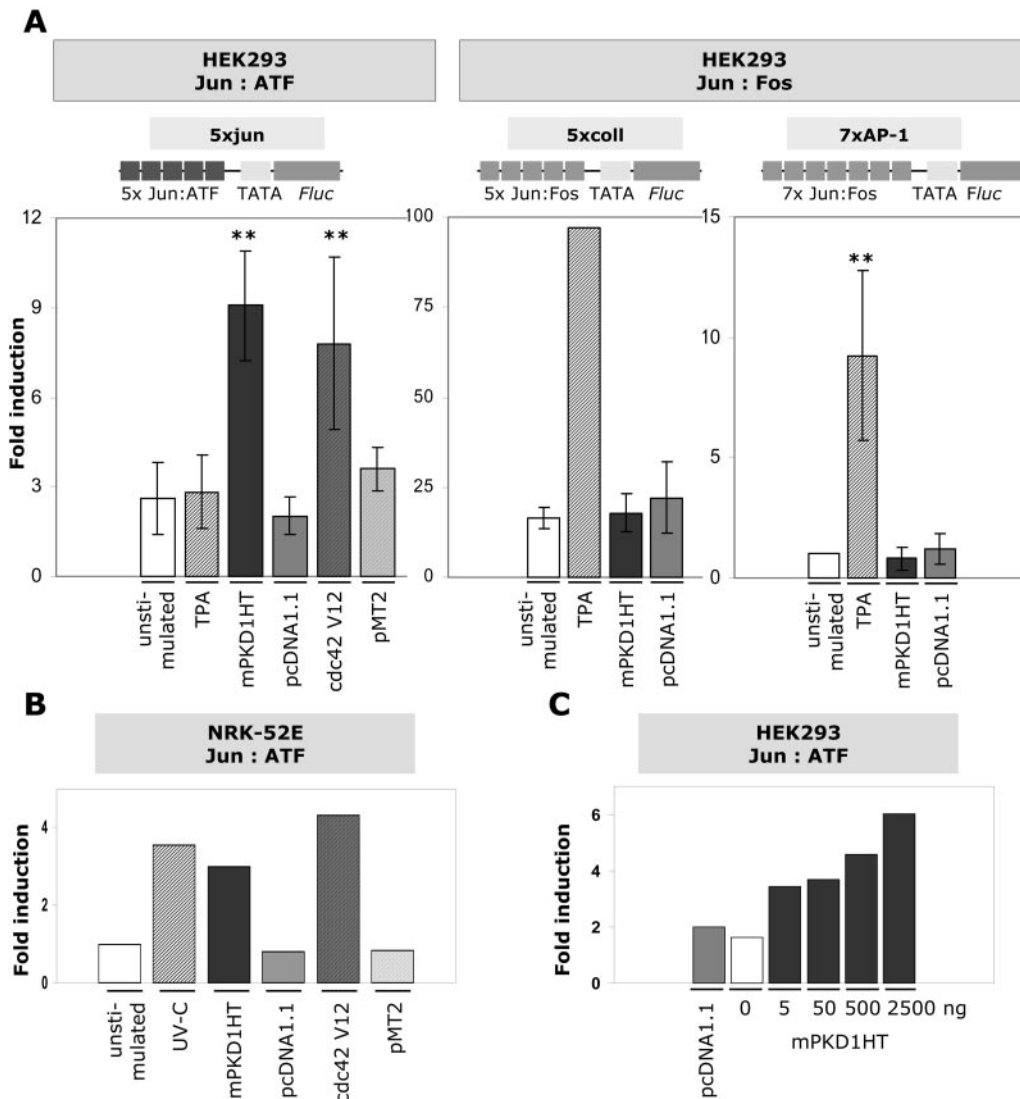 A
HEK293
Jun : ATF
HEK293
Jun : Fos
5xjun
5xcoll
7xAP-1
5x Jun:ATF TATA Fluc
5x Jun:Fos TATA Fluc
7x Jun:Fos TATA Fluc
Fold induction
12
9
6
3
0
** **
unsti-
mulated
TPA
mPKD1HT
pcDNA1.1
cdc42 V12
pMT2
100
75
50
25
0
unsti-
mulated
TPA
mPKD1HT
pcDNA1.1
15
10
5
0
**
unsti-
mulated
TPA
mPKD1HT
pcDNA1.1
B
NRK-52E
Jun : ATF
Fold induction
4
2
0
unsti-
mulated
UV-C
mPKD1HT
pcDNA1.1
cdc42 V12
pMT2
C
HEK293
Jun : ATF
Fold induction
6
4
2
0
pcDNA1.1
0 5 50 500 2500 ng
mPKD1HT